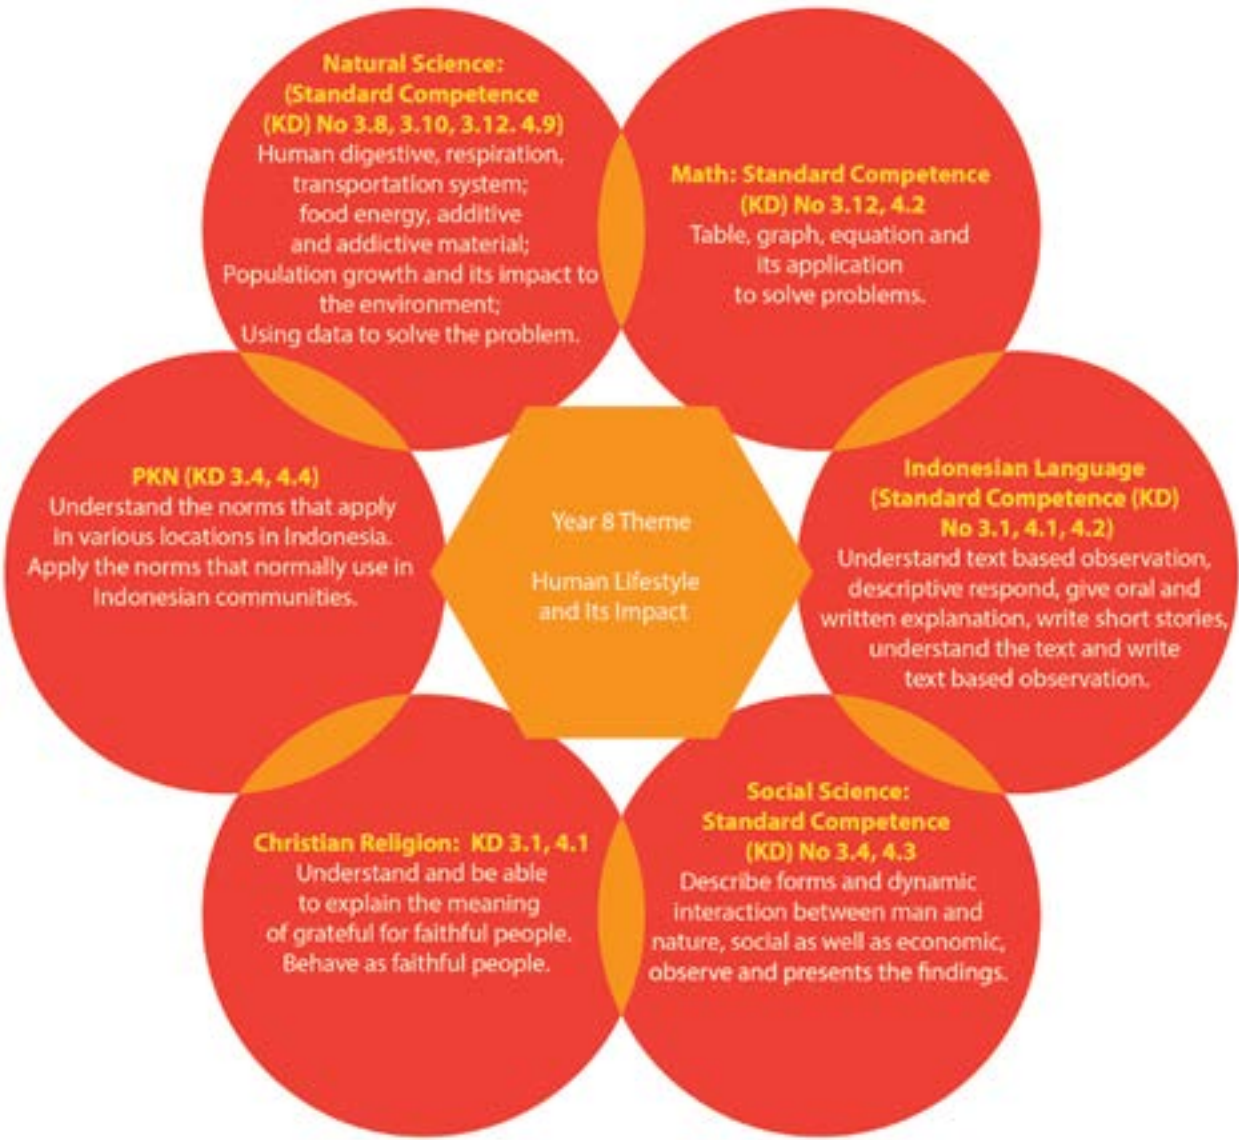 Natural Science:
(Standard Competence
(KD) No 3.8, 3.10, 3.12. 4.9)
Human digestive, respiration,
transportation system;
food energy, additive
and addictive material;
Population growth and its impact to
the environment;
Using data to solve the problem.
Math: Standard Competence
(KD) No 3.12, 4.2
Table, graph, equation and
its application
to solve problems.
PKN (KD 3.4, 4.4)
Understand the norms that apply
in various locations in Indonesia.
Apply the norms that normally use in
Indonesian communities.
Year 8 Theme
Human Lifestyle
and Its Impact
Indonesian Language
(Standard Competence (KD)
No 3.1, 4.1, 4.2)
Understand text based observation,
descriptive respond, give oral and
written explanation, write short stories,
understand the text and write
text based observation.
Christian Religion: KD 3.1, 4.1
Understand and be able
to explain the meaning
of grateful for faithful people.
Behave as faithful people.
Social Science:
Standard Competence
(KD) No 3.4, 4.3
Describe forms and dynamic
interaction between man and
nature, social as well as economic,
observe and presents the findings.